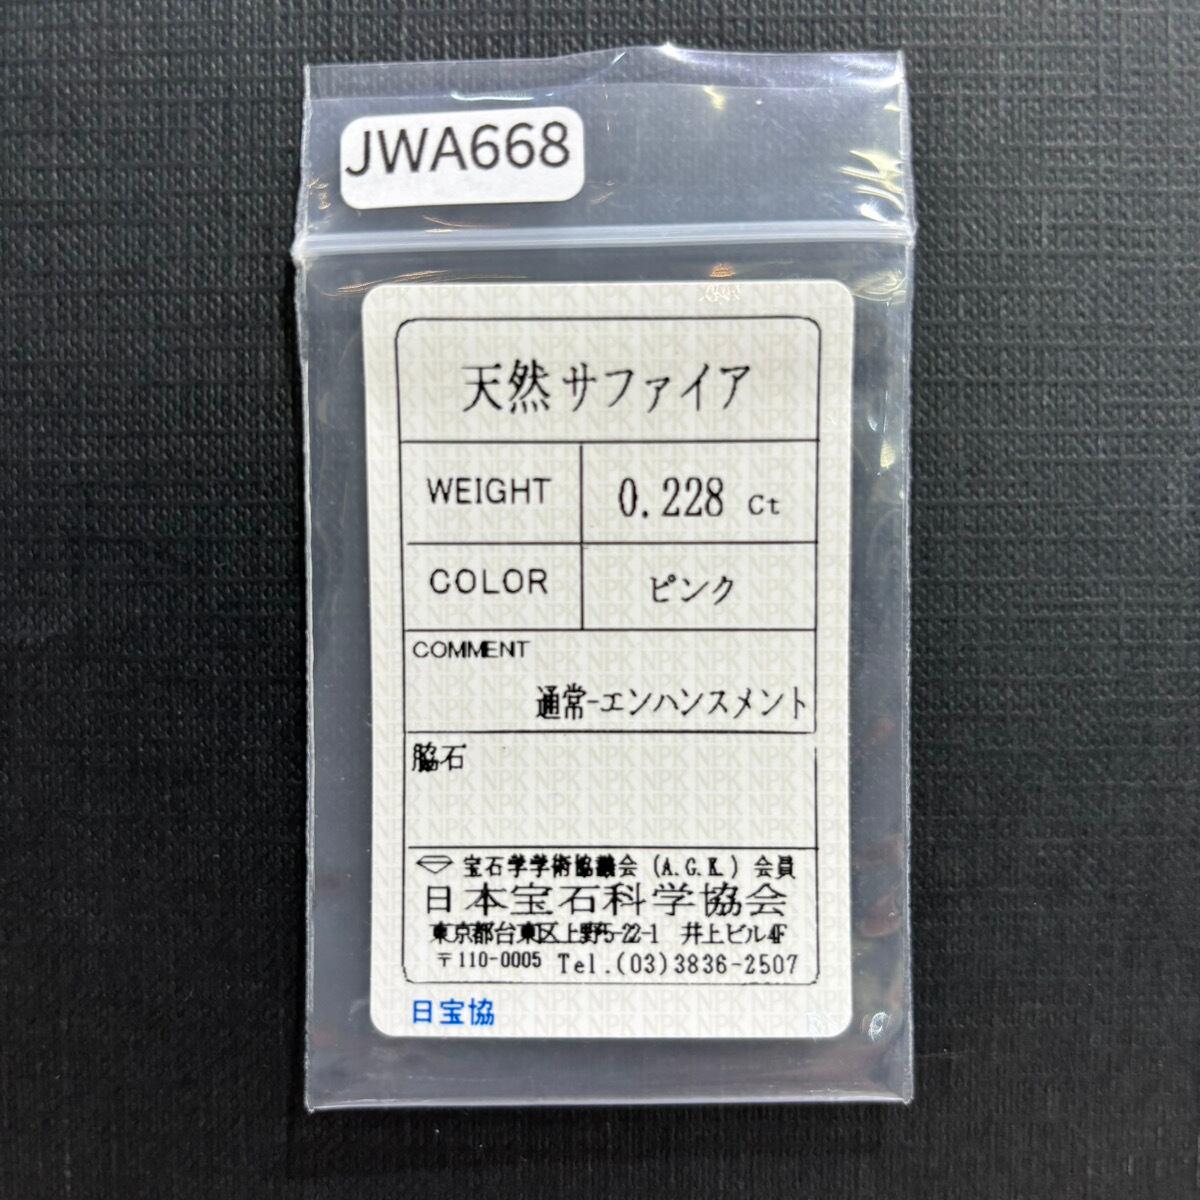 JWA668
天然サファイア
WEIGHT 0.228 Ct
COLOR ピンク
COMMENT
通常-エンハンスメント
脇石
宝石学学術協議会 (A.G.K.) 会員
日本宝石科学協会
東京都台東区上野5-22-1 井上ビル4F
〒110-0005 Tel.(03)3836-2507
日宝協